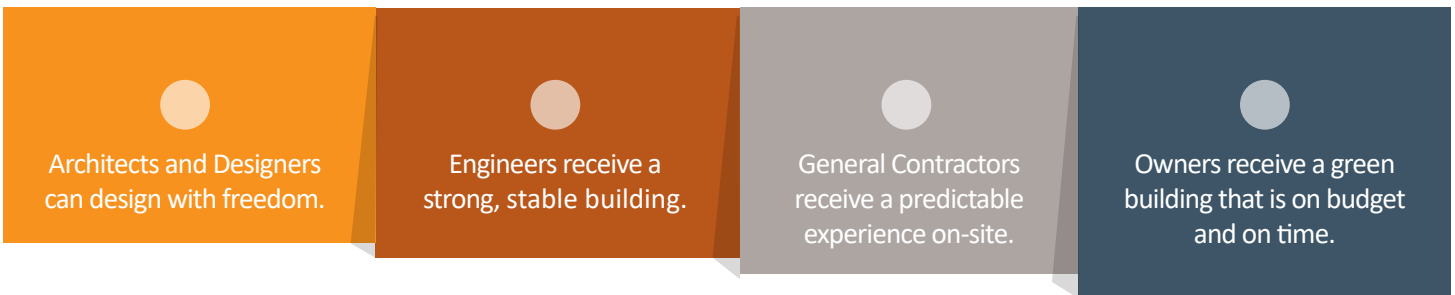 Architects and Designers
can design with freedom.
Engineers receive a
strong, stable building.
General Contractors
receive a predictable
experience on-site.
Owners receive a green
building that is on budget
and on time.